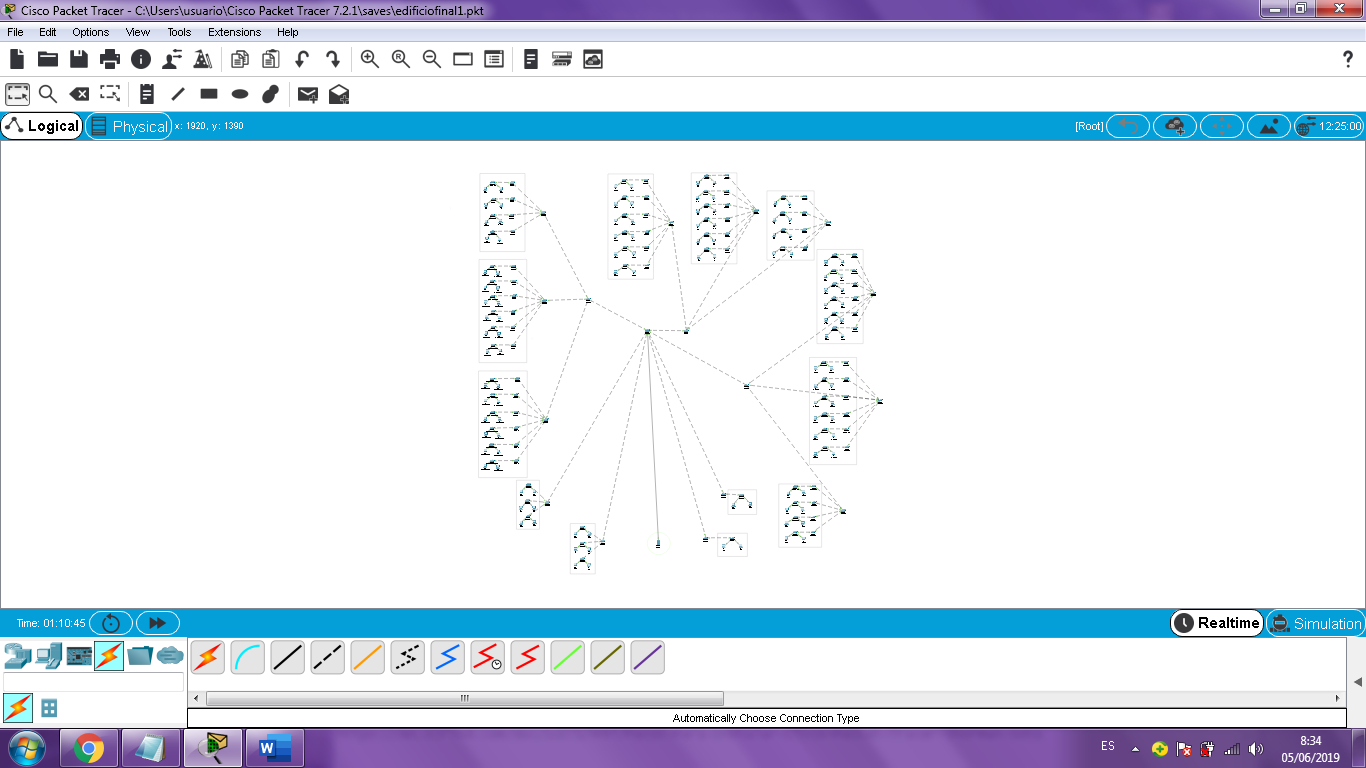 Cisco Packet Tracer - C:\Users\usuario\Cisco Packet Tracer 7.2.1\saves\edificiofinal1.pkt
File Edit Options View Tools Extensions Help
Logical Physical x: 1920, y: 1390 [Root] 12:25:00
Time: 01:10:45 Realtime Simulation
Automatically Choose Connection Type
ES 8:34
05/06/2019